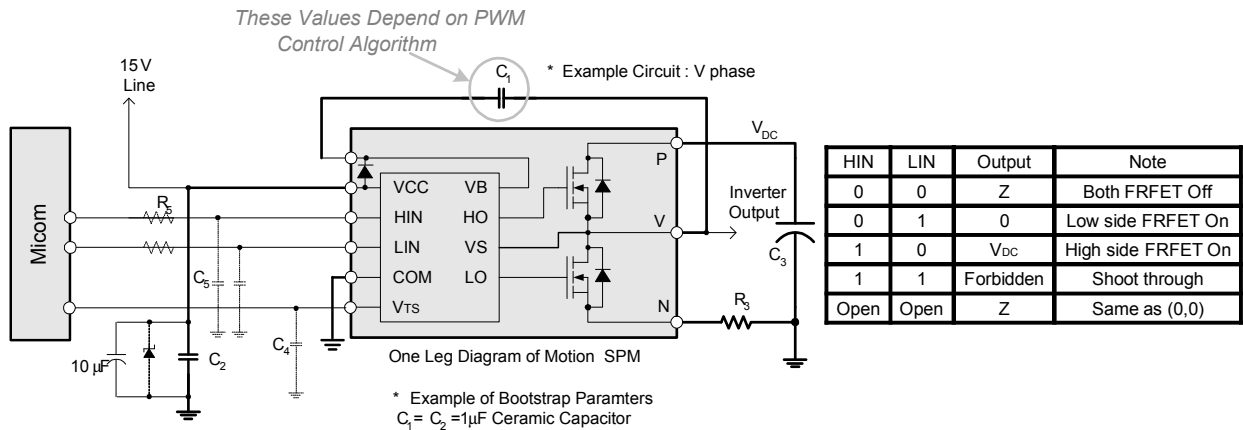 These Values Depend on PWM
Control Algorithm
15 V
Line
C1
* Example Circuit : V phase
VDC
P
Micom
R5
VCC
VB
HIN
HO
LIN
VS
COM
LO
VTS
V
N
Inverter
Output
C3
R3
C5
C4
10 μF
C2
One Leg Diagram of Motion SPM
* Example of Bootstrap Paramters
C1= C2 =1μF Ceramic Capacitor
HIN LIN Output Note
0 0 Z Both FRFET Off
0 1 0 Low side FRFET On
1 0 VDC High side FRFET On
1 1 Forbidden Shoot through
Open Open Z Same as (0,0)